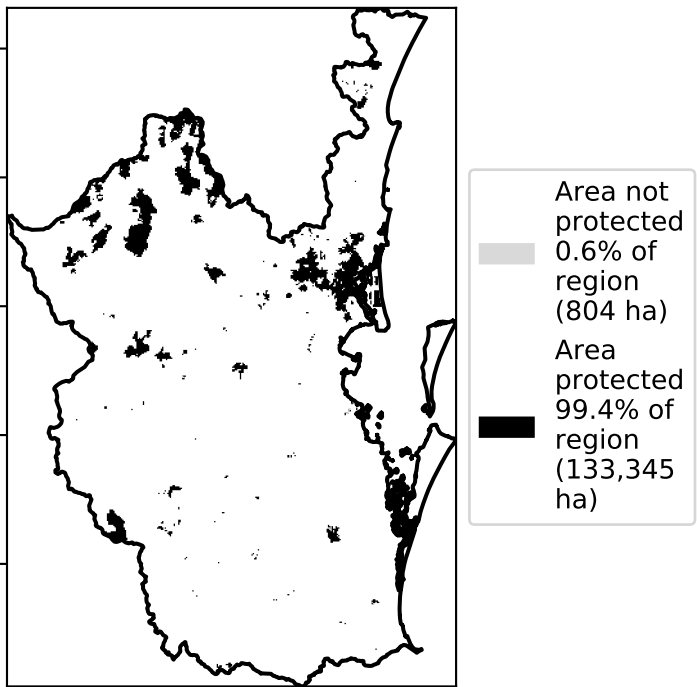 Area not
protected
0.6% of
region
(804 ha)
Area
protected
99.4% of
region
(133,345
ha)